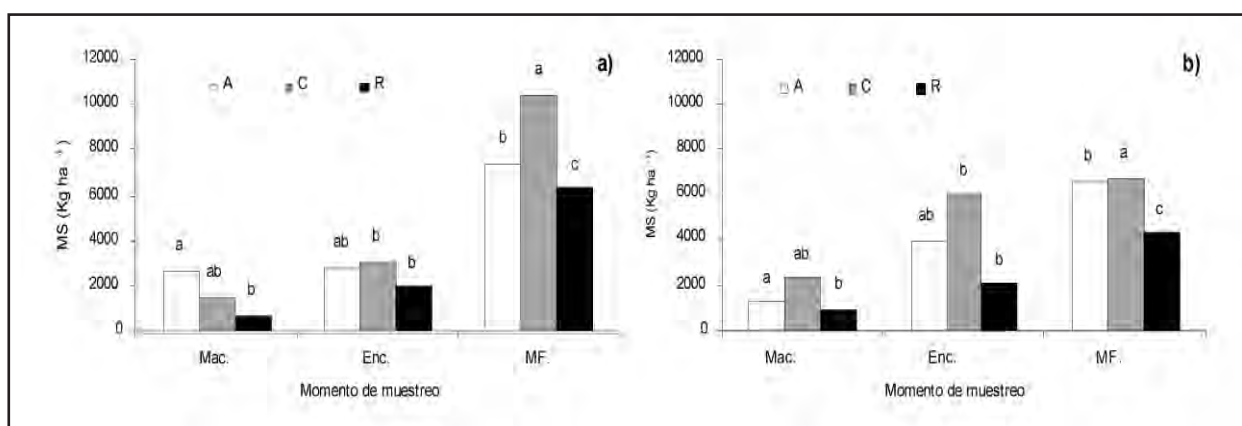 12000
10000
8000
6000
4000
2000
0
MS (Kg ha⁻¹)
A C R
a)
a ab b
ab b b
b a c
Mac. Enc. MF.
Momento de muestreo
12000
10000
8000
6000
4000
2000
0
MS (Kg ha⁻¹)
A C R
b)
a ab b
ab b b
b a c
Mac. Enc. MF.
Momento de muestreo